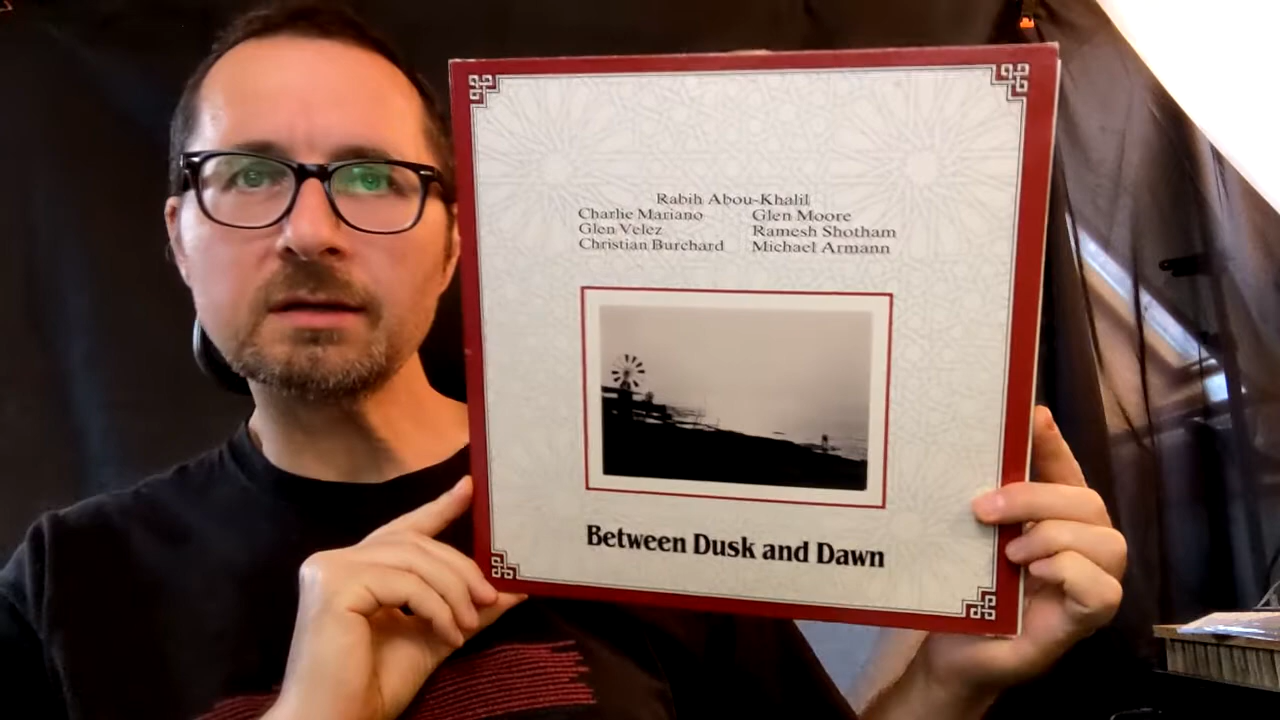 Rabih Abou-Khalil
Charlie Mariano Glen Moore
Glen Velez Ramesh Shotham
Christian Burchard Michael Armann
Between Dusk and Dawn